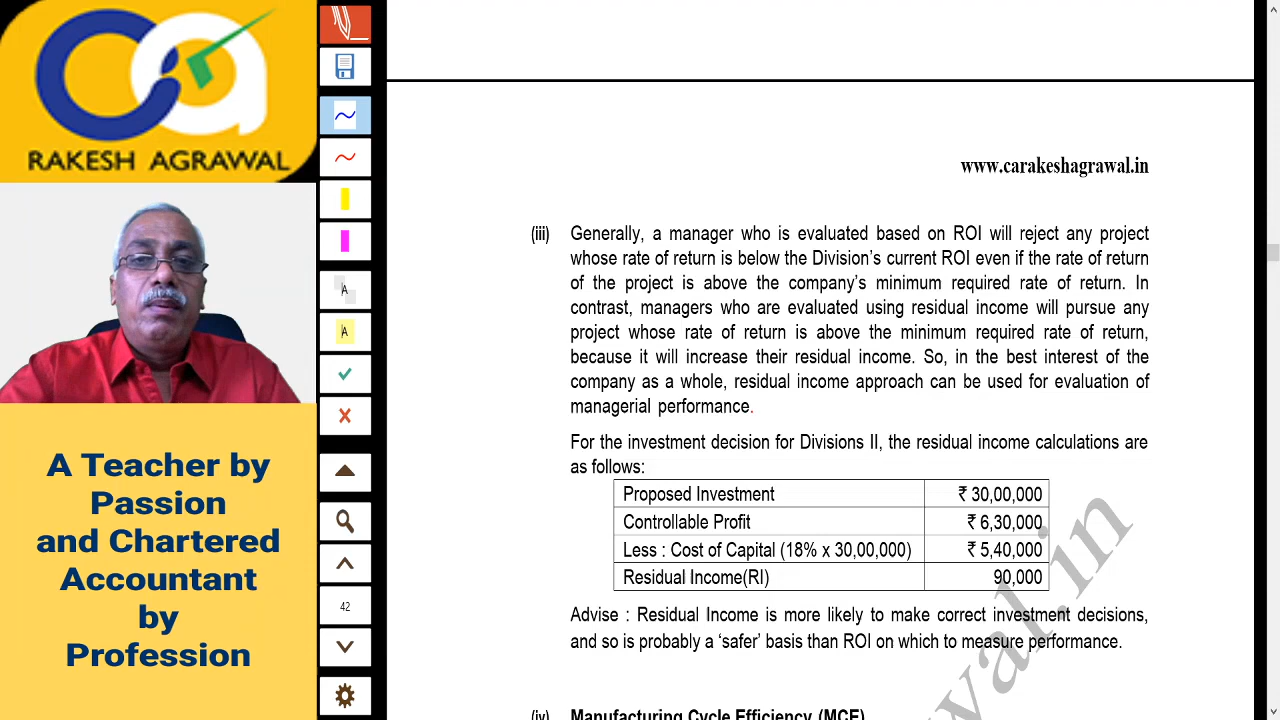 RAKESH AGRAWAL
A Teacher by
Passion
and Chartered
Accountant
by
Profession
A
A
42
www.carakeshagrawal.in
(iii) Generally, a manager who is evaluated based on ROI will reject any project
whose rate of return is below the Division's current ROI even if the rate of return
of the project is above the company's minimum required rate of return. In
contrast, managers who are evaluated using residual income will pursue any
project whose rate of return is above the minimum required rate of return,
because it will increase their residual income. So, in the best interest of the
company as a whole, residual income approach can be used for evaluation of
managerial performance.
For the investment decision for Divisions II, the residual income calculations are
as follows:
Proposed Investment ₹ 30,00,000
Controllable Profit ₹ 6,30,000
Less : Cost of Capital (18% x 30,00,000) ₹ 5,40,000
Residual Income(RI) 90,000
Advise : Residual Income is more likely to make correct investment decisions,
and so is probably a 'safer' basis than ROI on which to measure performance.
(iv) Manufacturing Cycle Efficiency (MCE)
wal.in